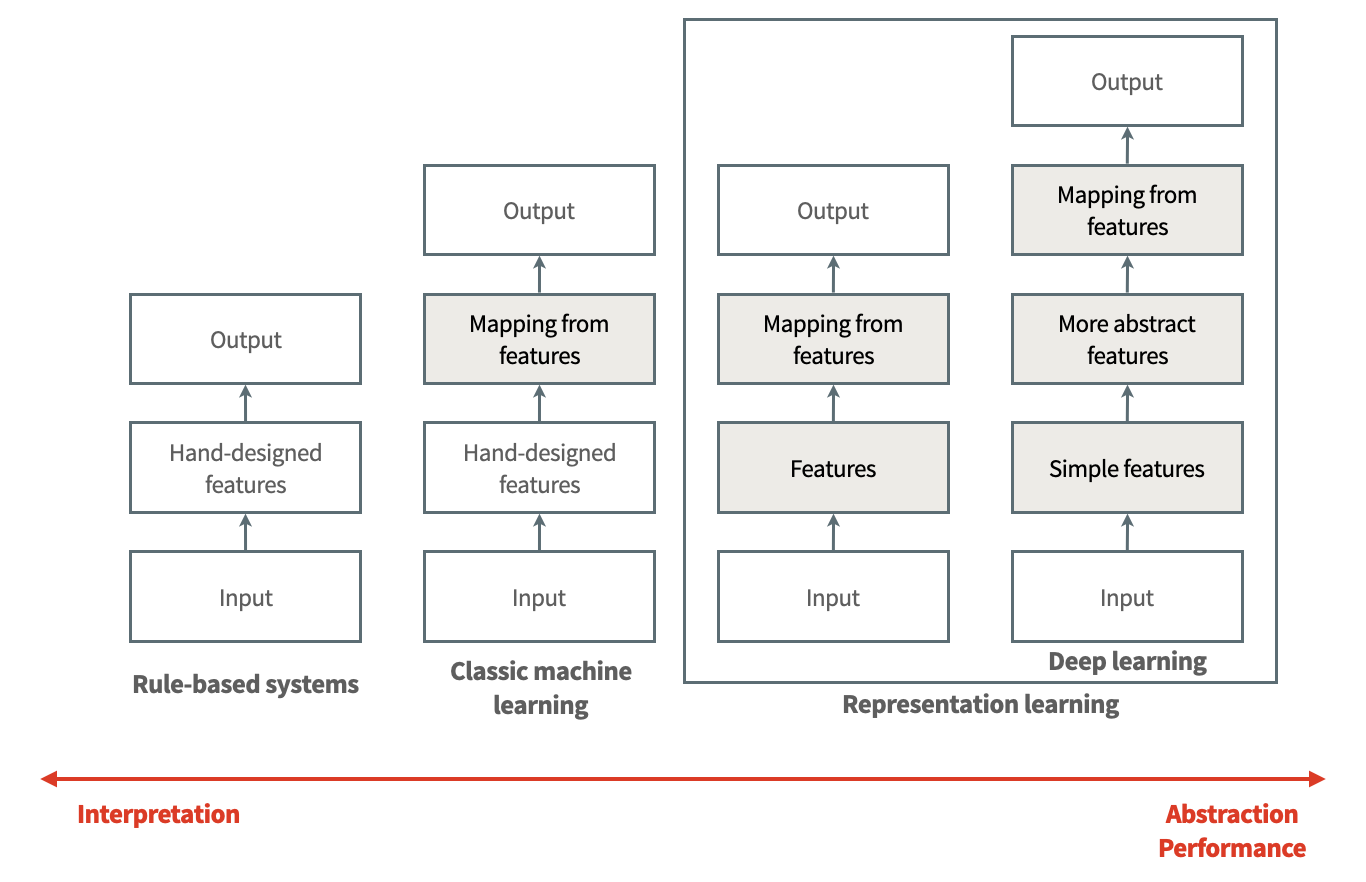 Output
Hand-designed
features
Input
Rule-based systems
Output
Mapping from
features
Hand-designed
features
Input
Classic machine
learning
Output
Mapping from
features
Features
Input
Output
Mapping from
features
More abstract
features
Simple features
Input
Deep learning
Representation learning
Interpretation
Abstraction
Performance